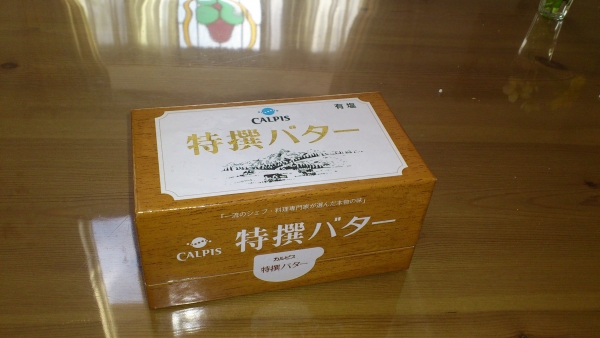 CALPIS
有塩
特撰バター
「一流のシェフ・料理専門家が選んだ本物の味」
CALPIS
特撰バター
カルピス
特撰バター